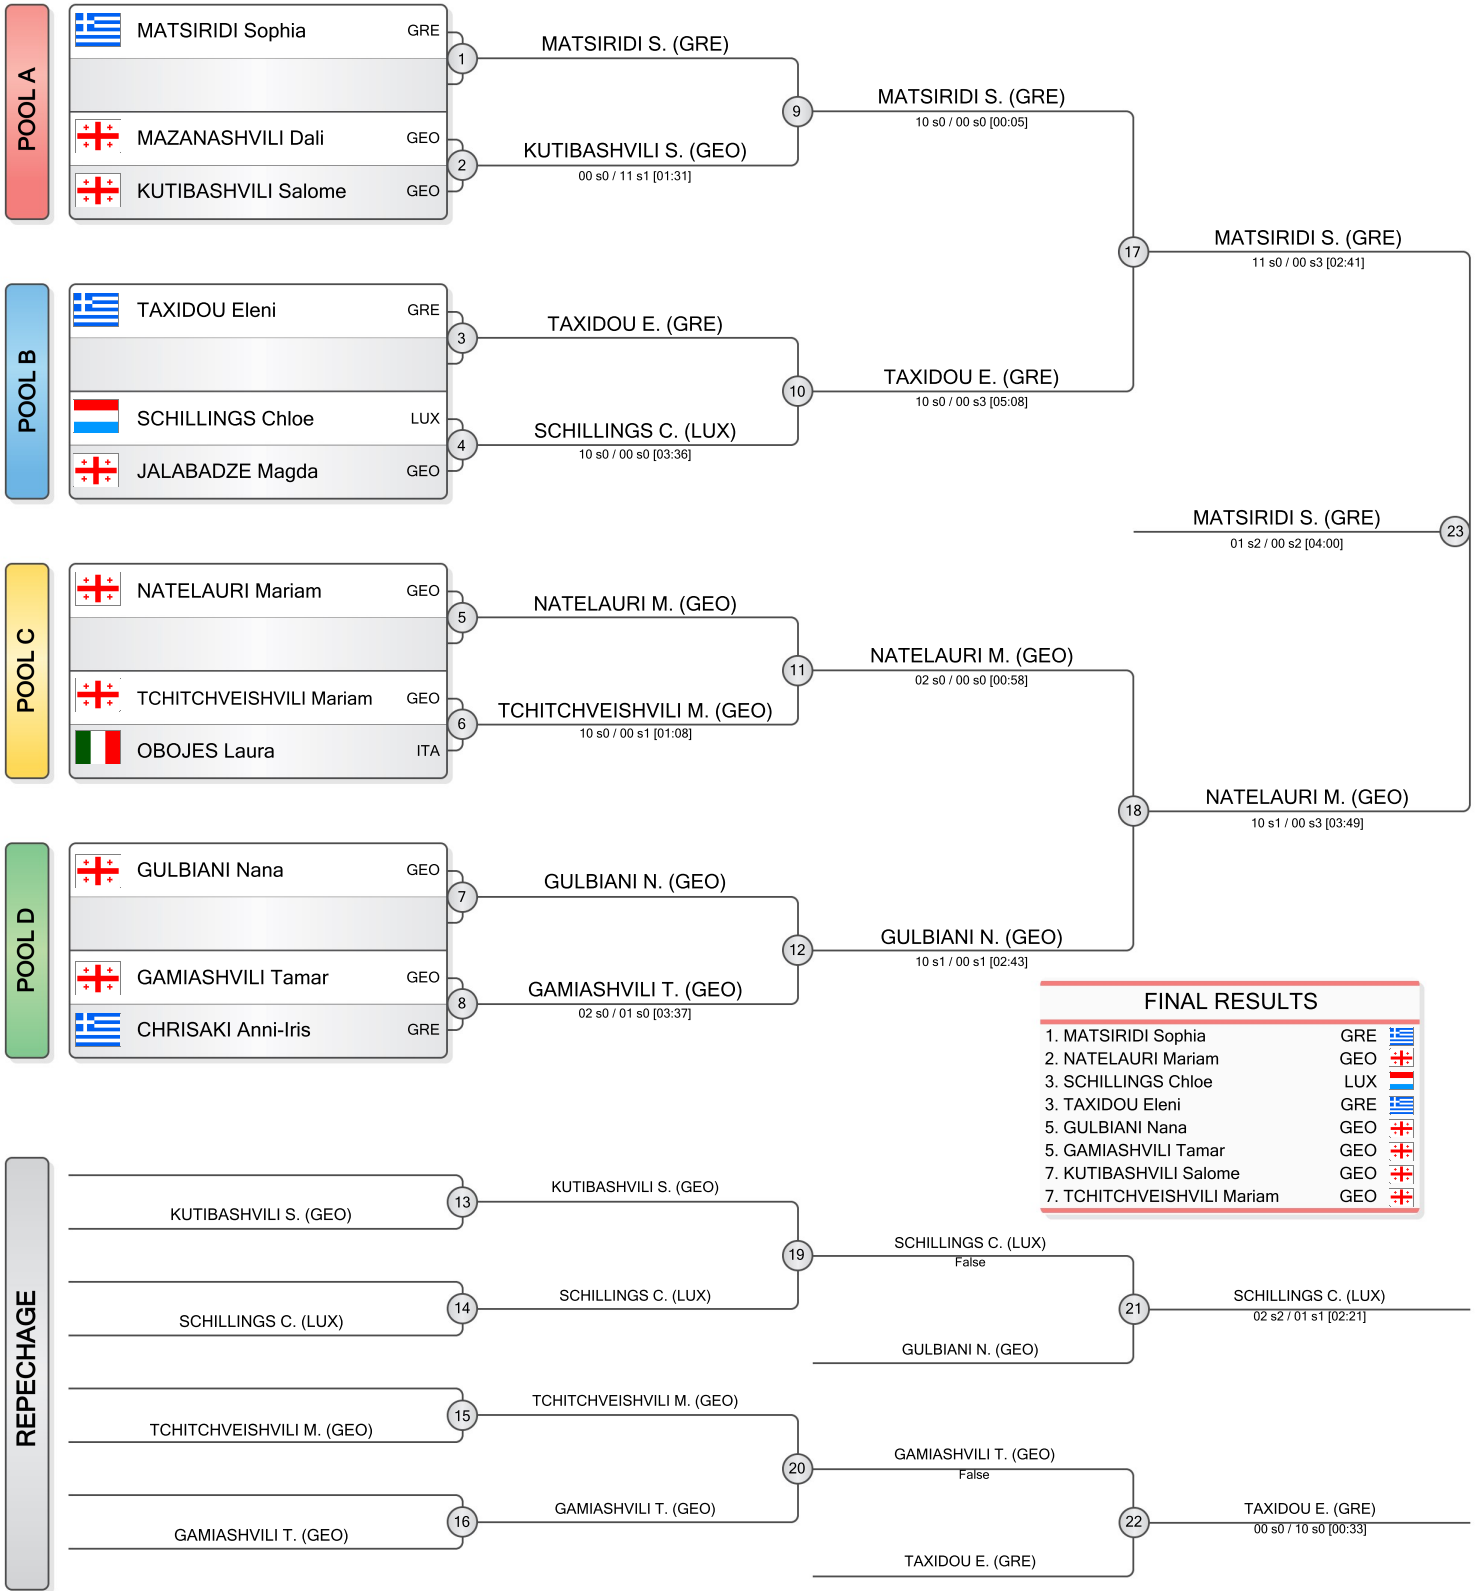 POOL A
MATSIRIDI Sophia GRE
MAZANASHVILI Dali GEO
KUTIBASHVILI Salome GEO
1
MATSIRIDI S. (GRE)
2
KUTIBASHVILI S. (GEO)
00 s0 / 11 s1 [01:31]
9
MATSIRIDI S. (GRE)
10 s0 / 00 s0 [00:05]
POOL B
TAXIDOU Eleni GRE
SCHILLINGS Chloe LUX
JALABADZE Magda GEO
3
TAXIDOU E. (GRE)
4
SCHILLINGS C. (LUX)
10 s0 / 00 s0 [03:36]
10
TAXIDOU E. (GRE)
10 s0 / 00 s3 [05:08]
17
MATSIRIDI S. (GRE)
11 s0 / 00 s3 [02:41]
MATSIRIDI S. (GRE)
01 s2 / 00 s2 [04:00]
23
POOL C
NATELAURI Mariam GEO
TCHITCHVEISHVILI Mariam GEO
OBOJES Laura ITA
5
NATELAURI M. (GEO)
6
TCHITCHVEISHVILI M. (GEO)
10 s0 / 00 s1 [01:08]
11
NATELAURI M. (GEO)
02 s0 / 00 s0 [00:58]
POOL D
GULBIANI Nana GEO
GAMIASHVILI Tamar GEO
CHRISAKI Anni-Iris GRE
7
GULBIANI N. (GEO)
8
GAMIASHVILI T. (GEO)
02 s0 / 01 s0 [03:37]
12
GULBIANI N. (GEO)
10 s1 / 00 s1 [02:43]
18
NATELAURI M. (GEO)
10 s1 / 00 s3 [03:49]
FINAL RESULTS
1. MATSIRIDI Sophia GRE
2. NATELAURI Mariam GEO
3. SCHILLINGS Chloe LUX
3. TAXIDOU Eleni GRE
5. GULBIANI Nana GEO
5. GAMIASHVILI Tamar GEO
7. KUTIBASHVILI Salome GEO
7. TCHITCHVEISHVILI Mariam GEO
REPECHAGE
KUTIBASHVILI S. (GEO)
13
KUTIBASHVILI S. (GEO)
SCHILLINGS C. (LUX)
14
SCHILLINGS C. (LUX)
19
SCHILLINGS C. (LUX)
False
GULBIANI N. (GEO)
21
SCHILLINGS C. (LUX)
02 s2 / 01 s1 [02:21]
TCHITCHVEISHVILI M. (GEO)
15
TCHITCHVEISHVILI M. (GEO)
GAMIASHVILI T. (GEO)
16
GAMIASHVILI T. (GEO)
20
GAMIASHVILI T. (GEO)
False
TAXIDOU E. (GRE)
22
TAXIDOU E. (GRE)
00 s0 / 10 s0 [00:33]